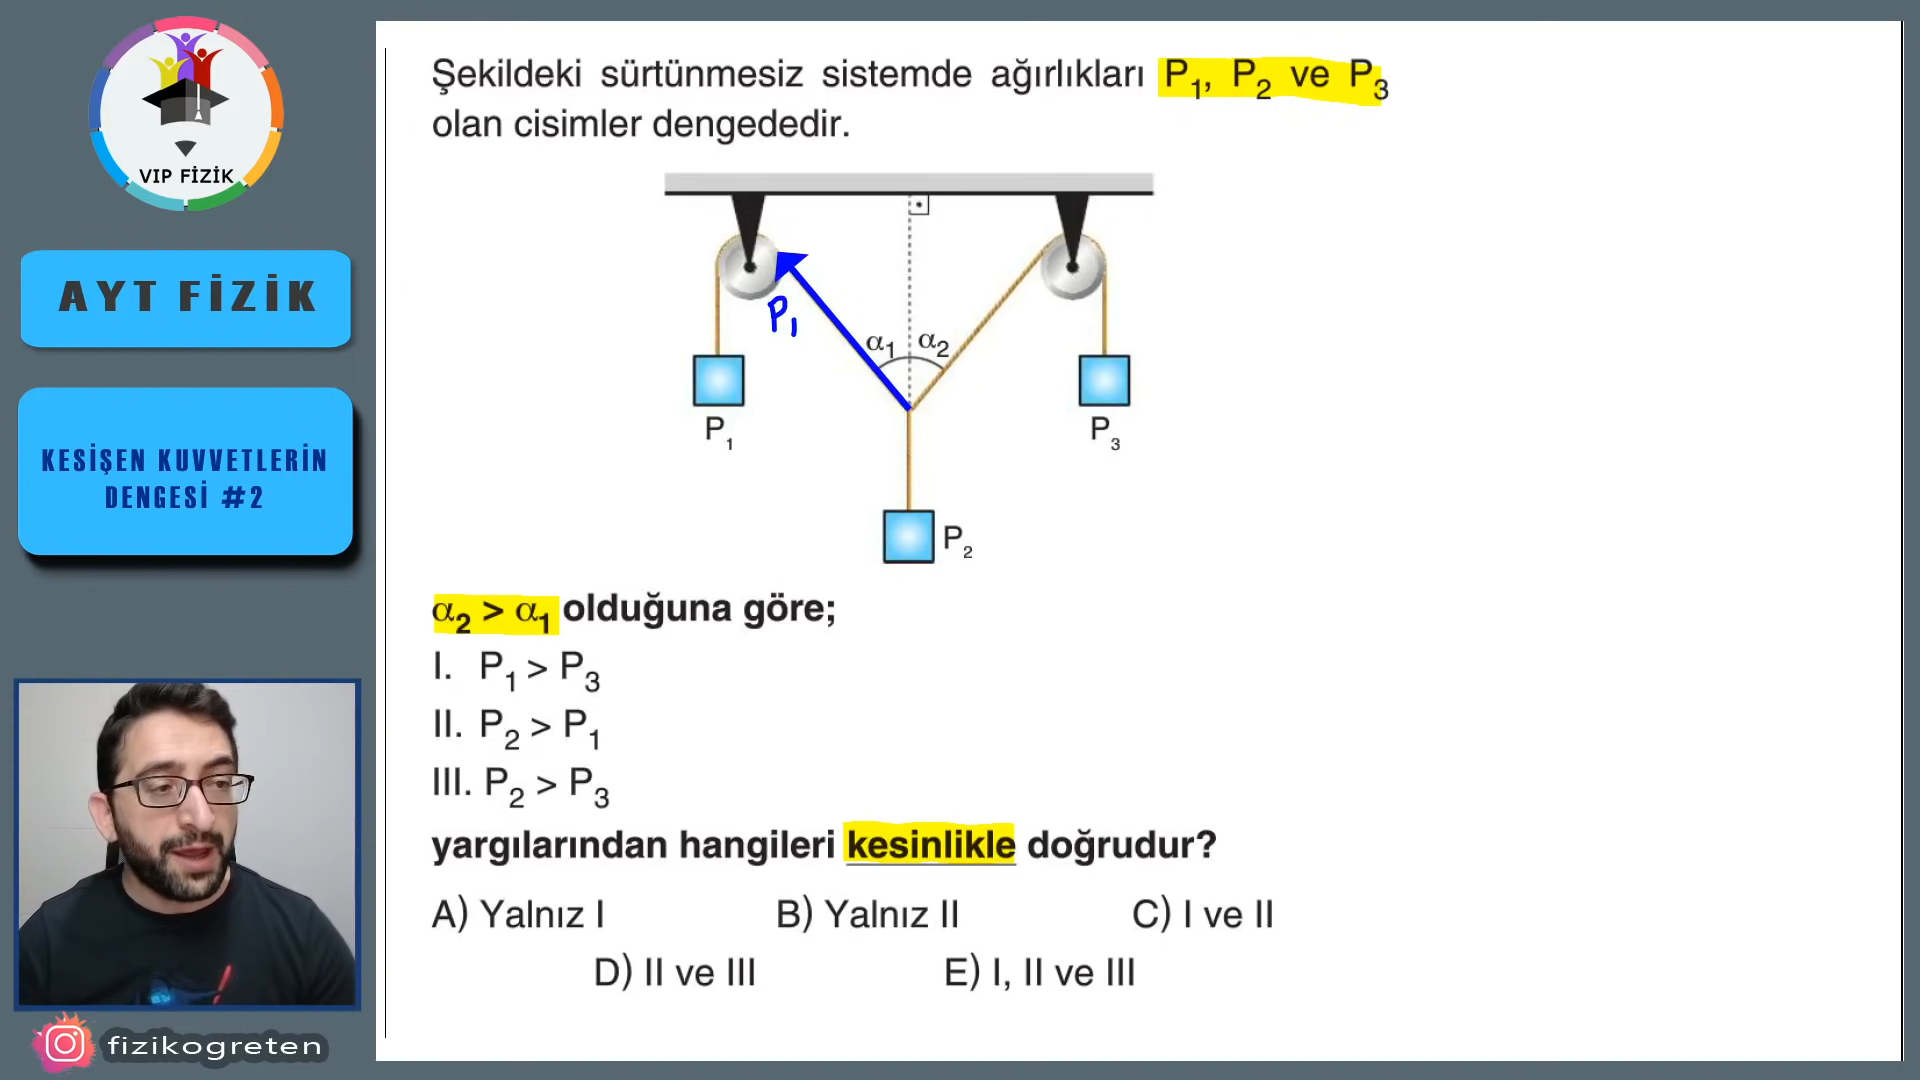 VIP FİZİK
AYT FİZİK
KESİŞEN KUVVETLERİN
DENGESİ #2
fizikogreten
Şekildeki sürtünmesiz sistemde ağırlıkları P₁, P₂ ve P₃
olan cisimler dengededir.
P₁
α₁ α₂
P₁
P₃
P₂
α₂ > α₁ olduğuna göre;
I. P₁ > P₃
II. P₂ > P₁
III. P₂ > P₃
yargılarından hangileri kesinlikle doğrudur?
A) Yalnız I B) Yalnız II C) I ve II
D) II ve III E) I, II ve III